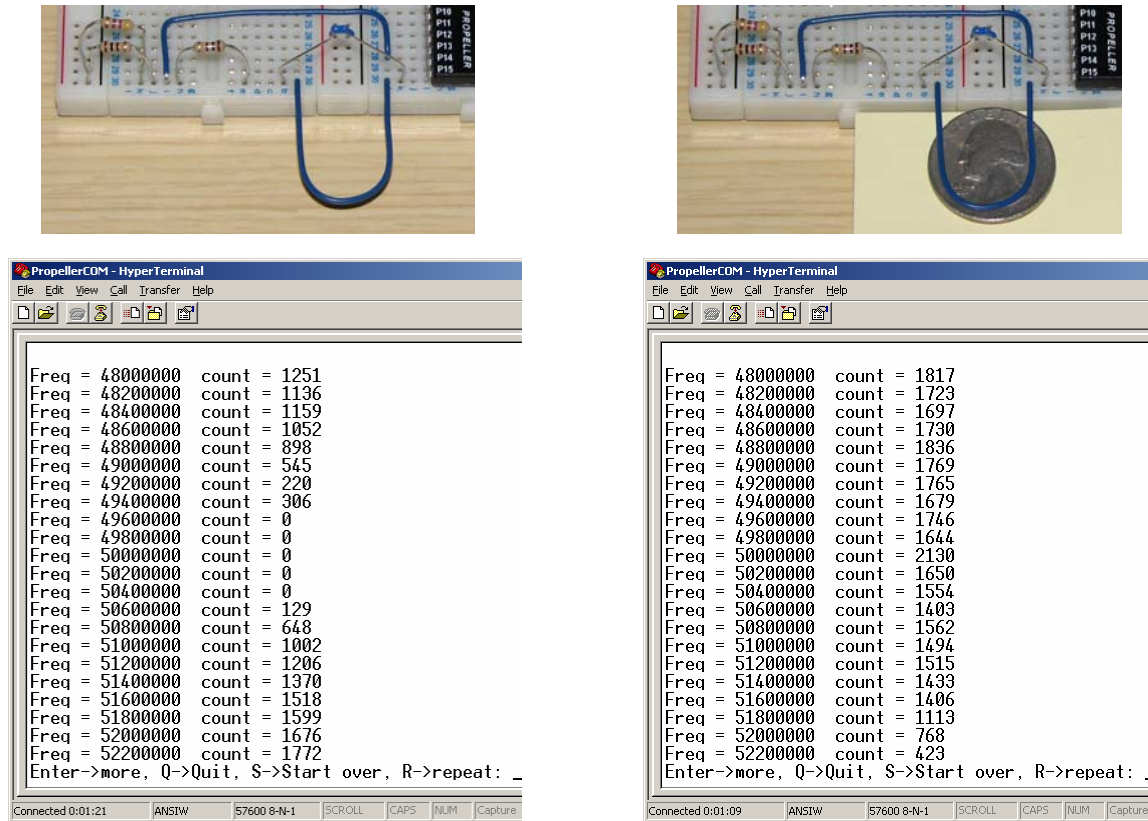 P10
P11
P12
P13
P14
P15
PROPELLER
P10
P11
P12
P13
P14
P15
PROPELLER
PropellerCOM - HyperTerminal
File Edit View Call Transfer Help
Freq = 48000000 count = 1251
Freq = 48200000 count = 1136
Freq = 48400000 count = 1159
Freq = 48600000 count = 1052
Freq = 48800000 count = 898
Freq = 49000000 count = 545
Freq = 49200000 count = 220
Freq = 49400000 count = 306
Freq = 49600000 count = 0
Freq = 49800000 count = 0
Freq = 50000000 count = 0
Freq = 50200000 count = 0
Freq = 50400000 count = 0
Freq = 50600000 count = 129
Freq = 50800000 count = 648
Freq = 51000000 count = 1002
Freq = 51200000 count = 1206
Freq = 51400000 count = 1370
Freq = 51600000 count = 1518
Freq = 51800000 count = 1599
Freq = 52000000 count = 1676
Freq = 52200000 count = 1772
Enter->more, Q->Quit, S->Start over, R->repeat: _
Connected 0:01:21 ANSIW 57600 8-N-1 SCROLL CAPS NUM Capture
PropellerCOM - HyperTerminal
File Edit View Call Transfer Help
Freq = 48000000 count = 1817
Freq = 48200000 count = 1723
Freq = 48400000 count = 1697
Freq = 48600000 count = 1730
Freq = 48800000 count = 1836
Freq = 49000000 count = 1769
Freq = 49200000 count = 1765
Freq = 49400000 count = 1679
Freq = 49600000 count = 1746
Freq = 49800000 count = 1644
Freq = 50000000 count = 2130
Freq = 50200000 count = 1650
Freq = 50400000 count = 1554
Freq = 50600000 count = 1403
Freq = 50800000 count = 1562
Freq = 51000000 count = 1494
Freq = 51200000 count = 1515
Freq = 51400000 count = 1433
Freq = 51600000 count = 1406
Freq = 51800000 count = 1113
Freq = 52000000 count = 768
Freq = 52200000 count = 423
Enter->more, Q->Quit, S->Start over, R->repeat: _
Connected 0:01:09 ANSIW 57600 8-N-1 SCROLL CAPS NUM Capture